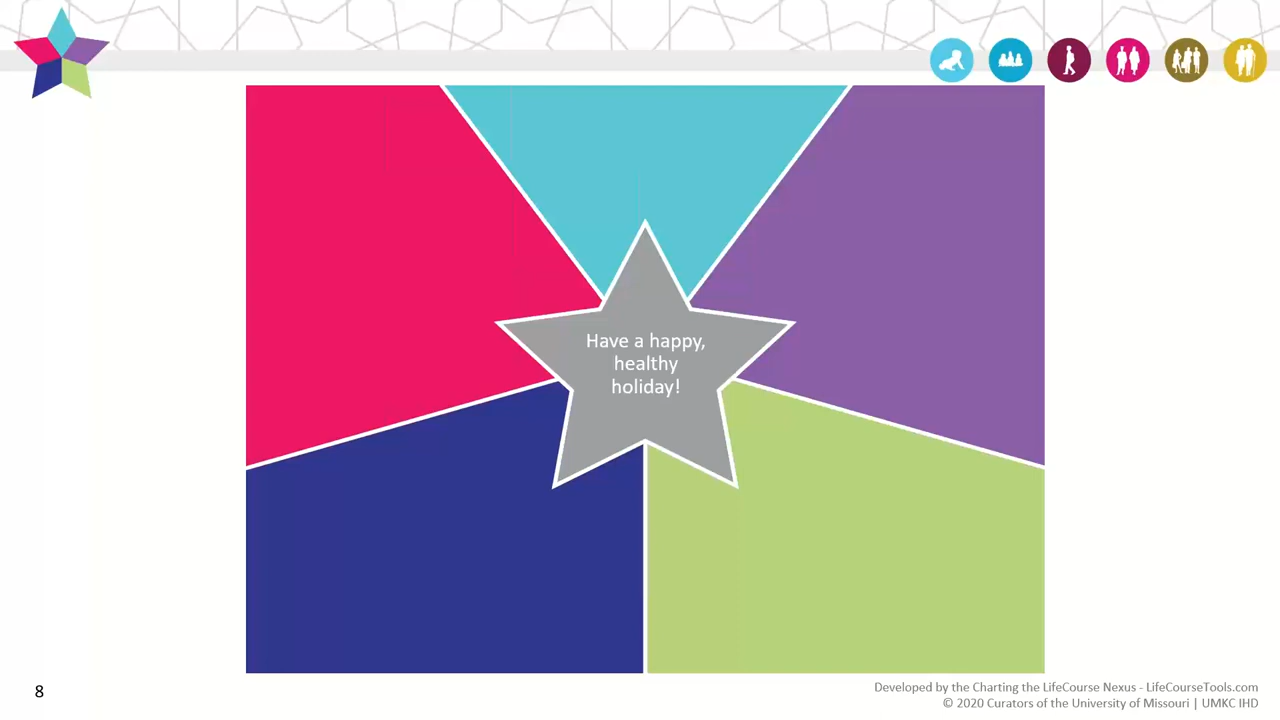 Have a happy,
healthy
holiday!
8
Developed by the Charting the LifeCourse Nexus - LifeCourseTools.com
© 2020 Curators of the University of Missouri | UMKC IHD